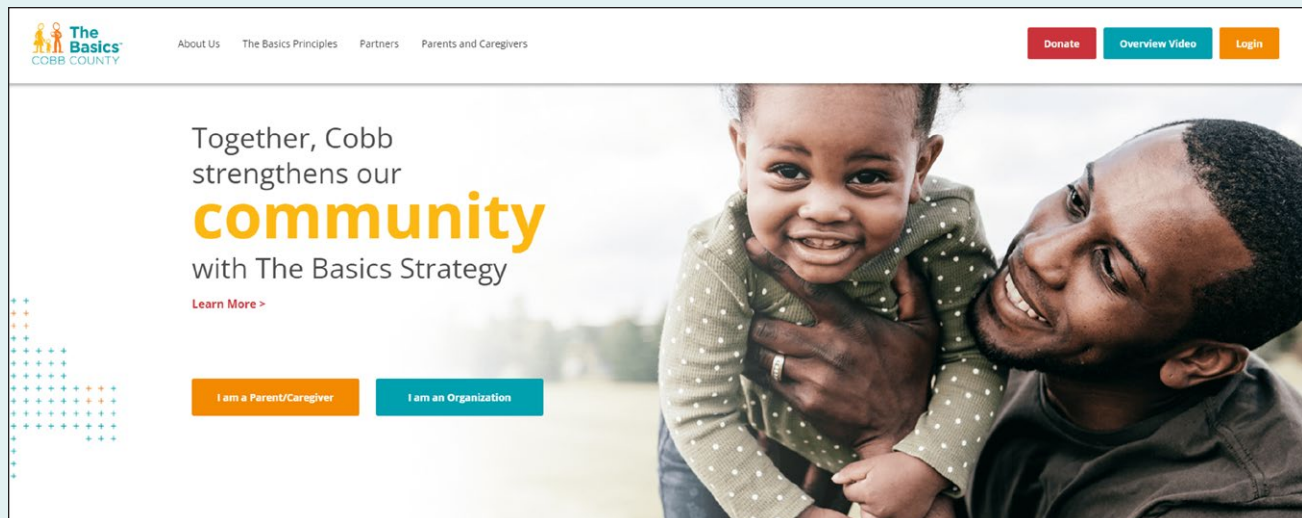 The
Basics™
COBB COUNTY
About Us
The Basics Principles
Partners
Parents and Caregivers
Donate
Overview Video
Login
Together, Cobb
strengthens our
community
with The Basics Strategy
Learn More >
I am a Parent/Caregiver
I am an Organization